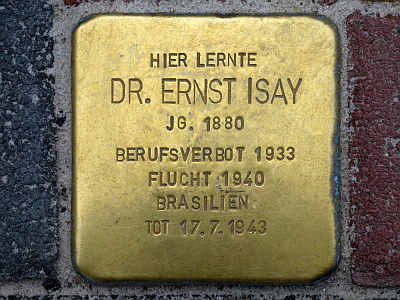 HIER LERNTE
DR. ERNST ISAY
JG. 1880
BERUFSVERBOT 1933
FLUCHT 1940
BRASILIEN
TOT 17.7.1943